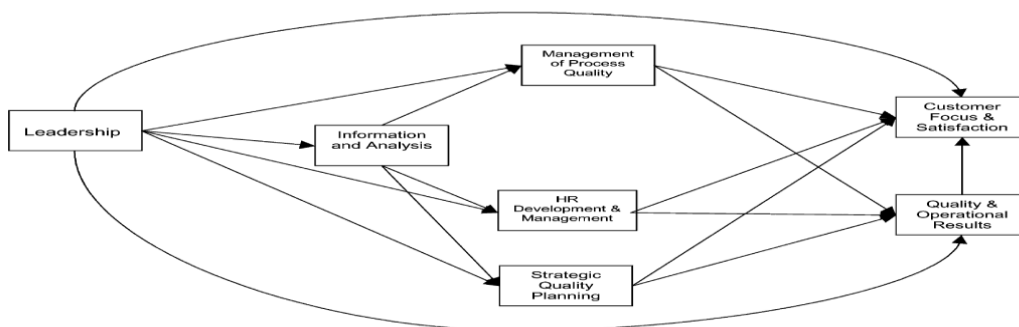 Management
of Process
Quality
Leadership
Information
and Analysis
Customer
Focus &
Satisfaction
HR
Development &
Management
Quality &
Operational
Results
Strategic
Quality
Planning